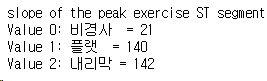 slope of the peak exercise ST segment
Value 0: 비경사 = 21
Value 1: 플랫 = 140
Value 2: 내리막 = 142